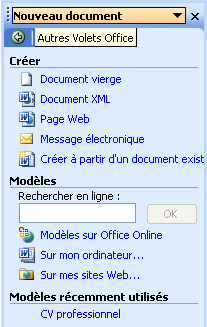 Nouveau document
Autres Volets Office
Créer
Document vierge
Document XML
Page Web
Message électronique
Créer à partir d'un document exist
Modèles
Rechercher en ligne :
OK
Modèles sur Office Online
Sur mon ordinateur...
Sur mes sites Web...
Modèles récemment utilisés
CV professionnel